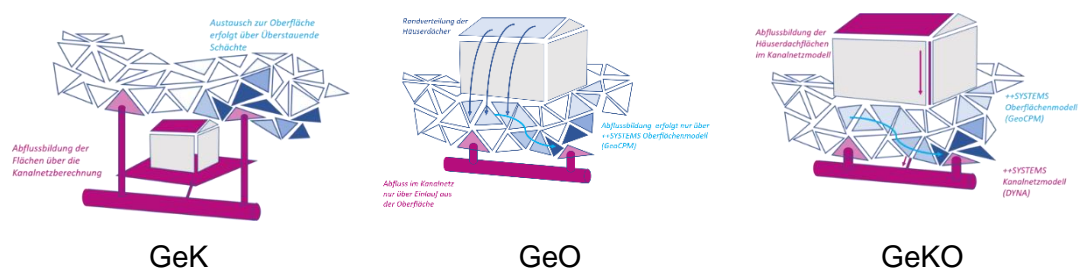 Austausch zur Oberfläche
erfolgt über Überstauende
Schächte
Abflussbildung der
Flächen über die
Kanalnetzberechnung
GeK
Randverteilung der
Häuserdächer
Abflussbildung erfolgt nur über
++SYSTEMS Oberflächenmodell
(GeaCPM)
Abfluss im Kanalnetz
nur über Einlauf aus
der Oberfläche
GeO
Abflussbildung der
Häuserdachflächen
im Kanalnetzmodell
++SYSTEMS
Oberflächenmodell
(GeoCPM)
++SYSTEMS
Kanalnetzmodell
(DYNA)
GeKO